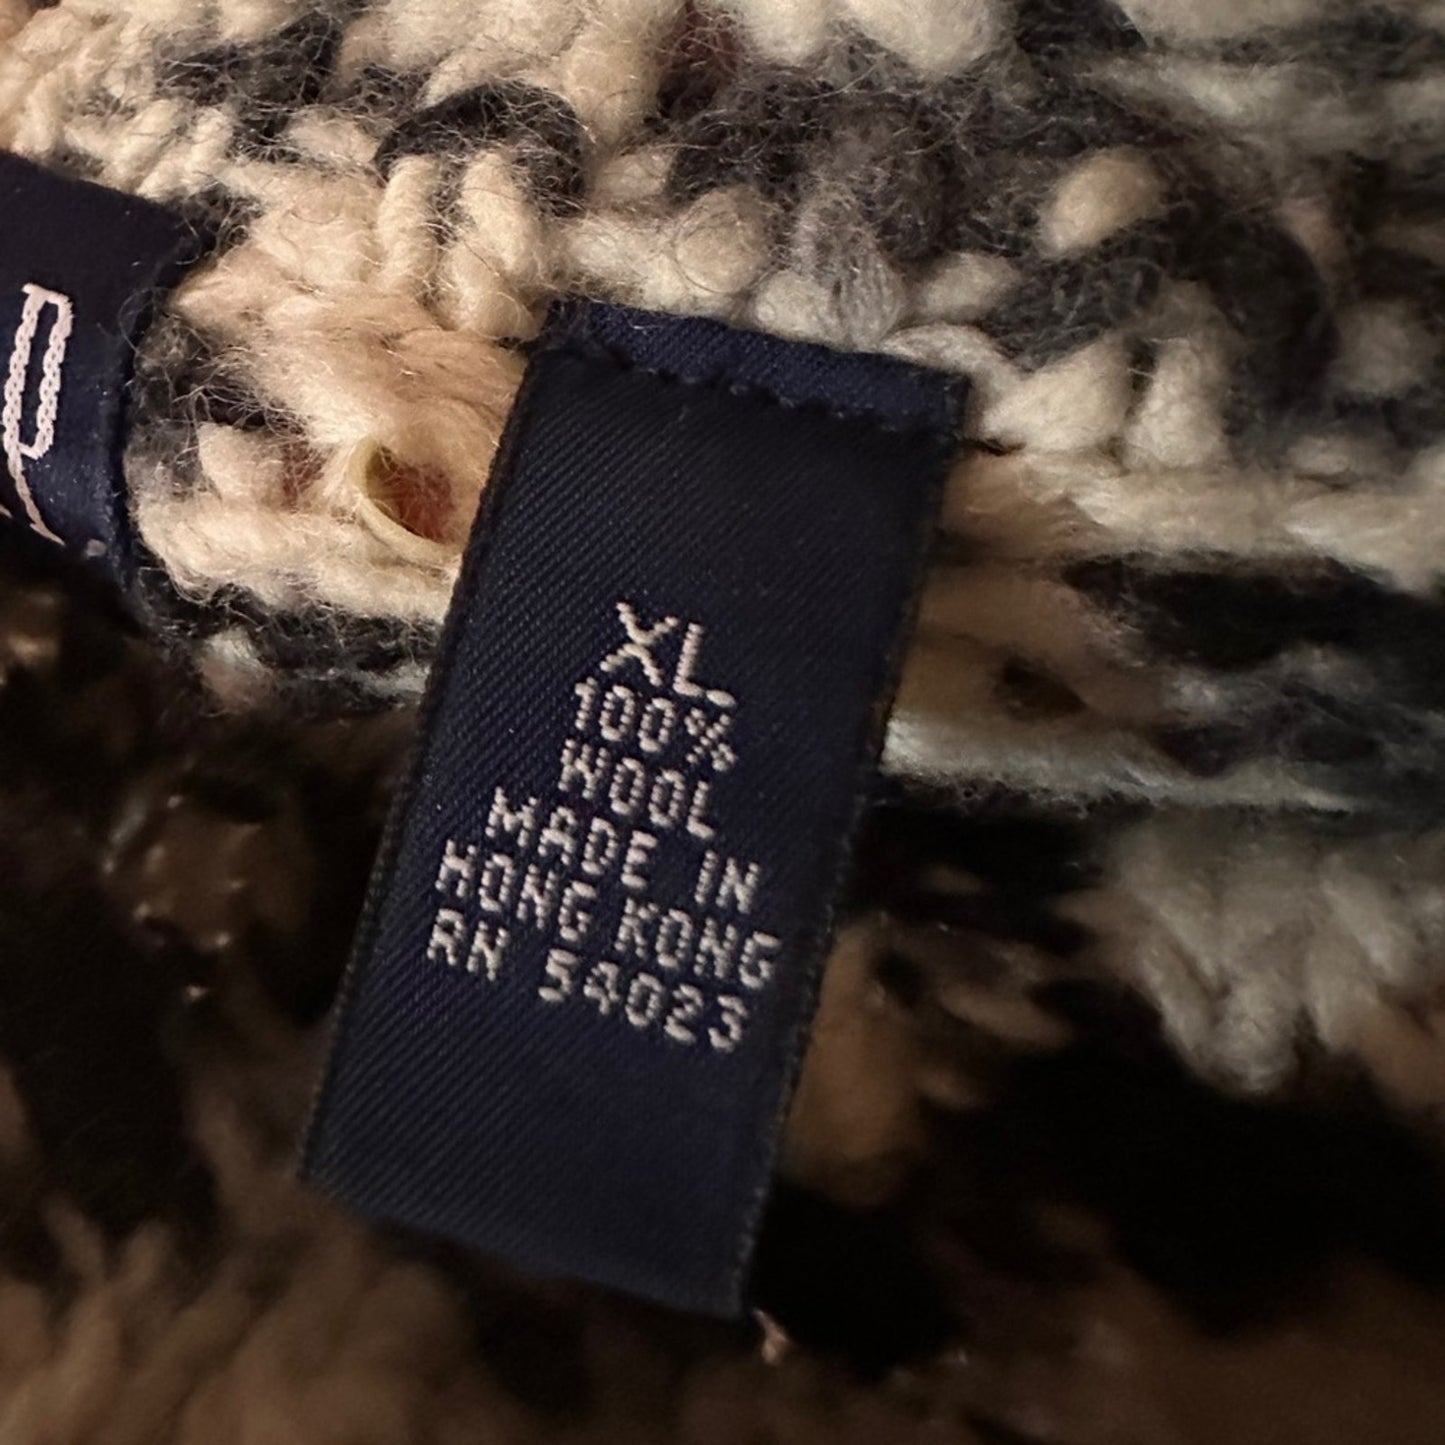 XL
100%
WOOL
MADE IN
HONG KONG
RN 54023